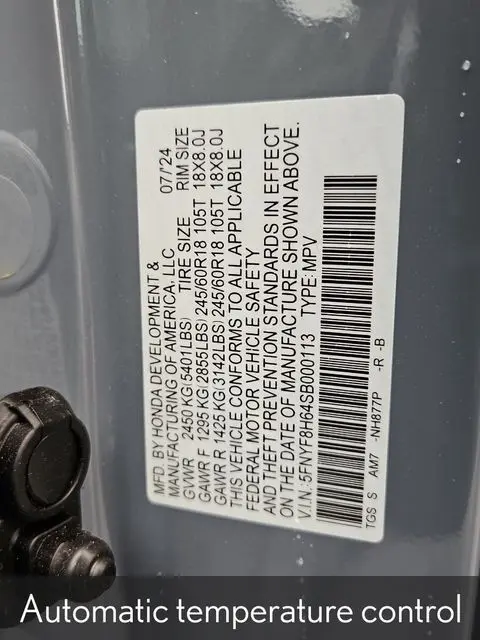 MFD. BY HONDA DEVELOPMENT &
MANUFACTURING OF AMERICA, LLC 07/'24
GVWR 2450 KG(5401LBS) TIRE SIZE RIM SIZE
GAWR F 1295 KG(2855LBS) 245/60R18 105T 18X8.0J
GAWR R 1425 KG(3142LBS) 245/60R18 105T 18X8.0J
THIS VEHICLE CONFORMS TO ALL APPLICABLE
FEDERAL MOTOR VEHICLE SAFETY
AND THEFT PREVENTION STANDARDS IN EFFECT
ON THE DATE OF MANUFACTURE SHOWN ABOVE.
V.I.N.:5FNYF8H64SB000113 TYPE:MPV
TGS S AM7 -NH877P -R -B
Automatic temperature control